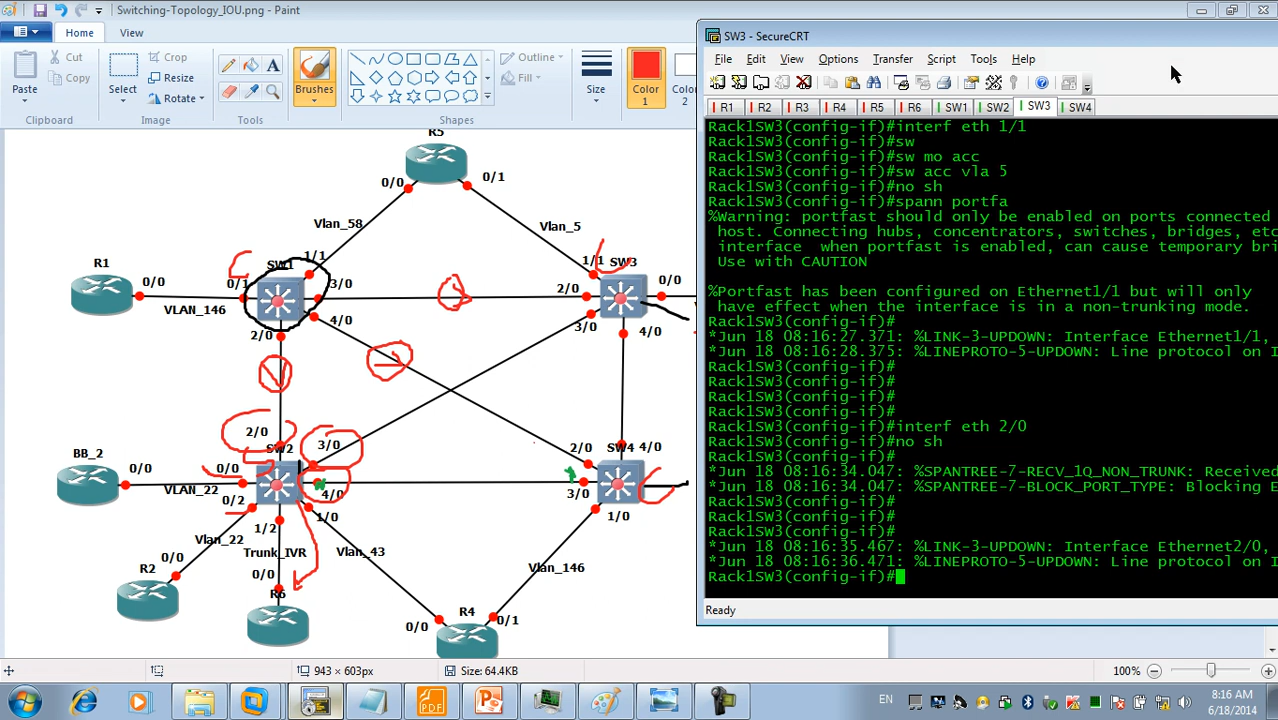 Switching-Topology_IOU.png - Paint
Home
View
Paste
Cut
Copy
Clipboard
Select
Crop
Resize
Rotate
Image
Tools
Brushes
Outline
Fill
Shapes
Size
Color 1
Color 2
SW3 - SecureCRT
File Edit View Options Transfer Script Tools Help
R1 R2 R3 R4 R5 R6 SW1 SW2 SW3 SW4
Rack1SW3(config-if)#interf eth 1/1
Rack1SW3(config-if)#sw
Rack1SW3(config-if)#sw mo acc
Rack1SW3(config-if)#sw acc vla 5
Rack1SW3(config-if)#no sh
Rack1SW3(config-if)#spann portfa
%Warning: portfast should only be enabled on ports connected
host. Connecting hubs, concentrators, switches, bridges, etc
interface when portfast is enabled, can cause temporary bri
Use with CAUTION
%Portfast has been configured on Ethernet1/1 but will only
have effect when the interface is in a non-trunking mode.
Rack1SW3(config-if)#
*Jun 18 08:16:27.371: %LINK-3-UPDOWN: Interface Ethernet1/1,
*Jun 18 08:16:28.375: %LINEPROTO-5-UPDOWN: Line protocol on I
Rack1SW3(config-if)#
Rack1SW3(config-if)#
Rack1SW3(config-if)#
Rack1SW3(config-if)#
Rack1SW3(config-if)#interf eth 2/0
Rack1SW3(config-if)#no sh
Rack1SW3(config-if)#
*Jun 18 08:16:34.047: %SPANTREE-7-RECV_1Q_NON_TRUNK: Received
*Jun 18 08:16:34.047: %SPANTREE-7-BLOCK_PORT_TYPE: Blocking E
Rack1SW3(config-if)#
Rack1SW3(config-if)#
Rack1SW3(config-if)#
*Jun 18 08:16:35.467: %LINK-3-UPDOWN: Interface Ethernet2/0,
*Jun 18 08:16:36.471: %LINEPROTO-5-UPDOWN: Line protocol on I
Rack1SW3(config-if)#
Ready
R5
0/0
0/1
Vlan_58
Vlan_5
R1
0/0
0/1
SW1
1/1
3/0
VLAN_146
4/0
2/0
1/1
SW3
2/0
0/0
3/0
4/0
2/0
SW2
3/0
2/0
SW4
4/0
BB_2
0/0
0/0
VLAN_22
4/0
3/0
0/2
1/0
1/0
1/2
Vlan_22
Trunk_IVR
Vlan_43
Vlan_146
0/0
R2
0/0
R6
R4
0/0
0/1
943 × 603px
Size: 64.4KB
100%
EN
8:16 AM
6/18/2014